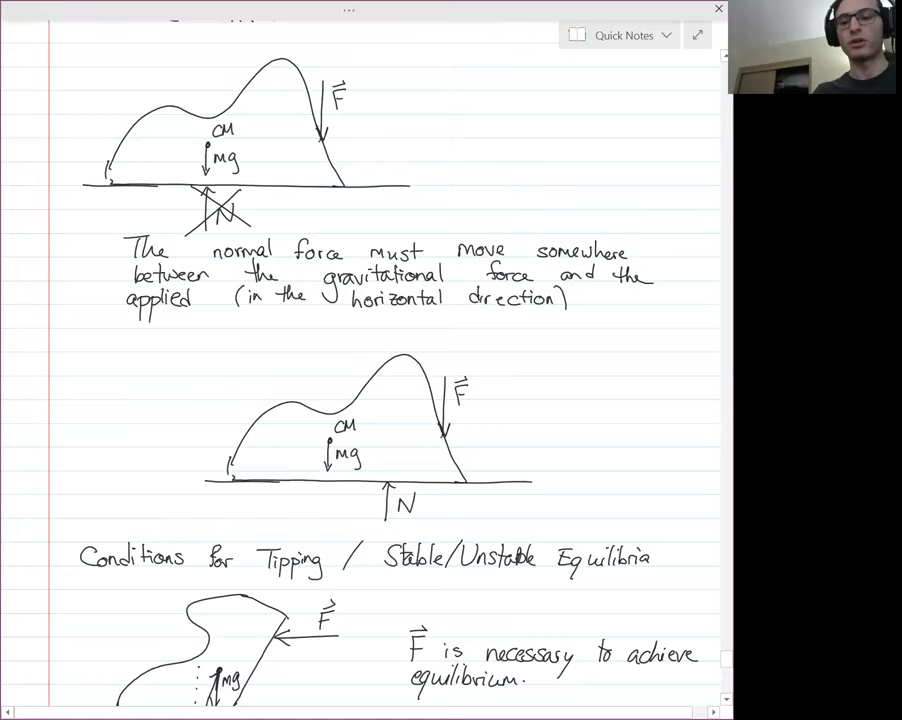 Quick Notes
F
CM
Mg
N
The normal force must move somewhere
between the gravitational force and the
applied (in the horizontal direction)
F
CM
Mg
N
Conditions for Tipping / Stable/Unstable Equilibria
F
F is necessary to achieve
equilibrium.
mg